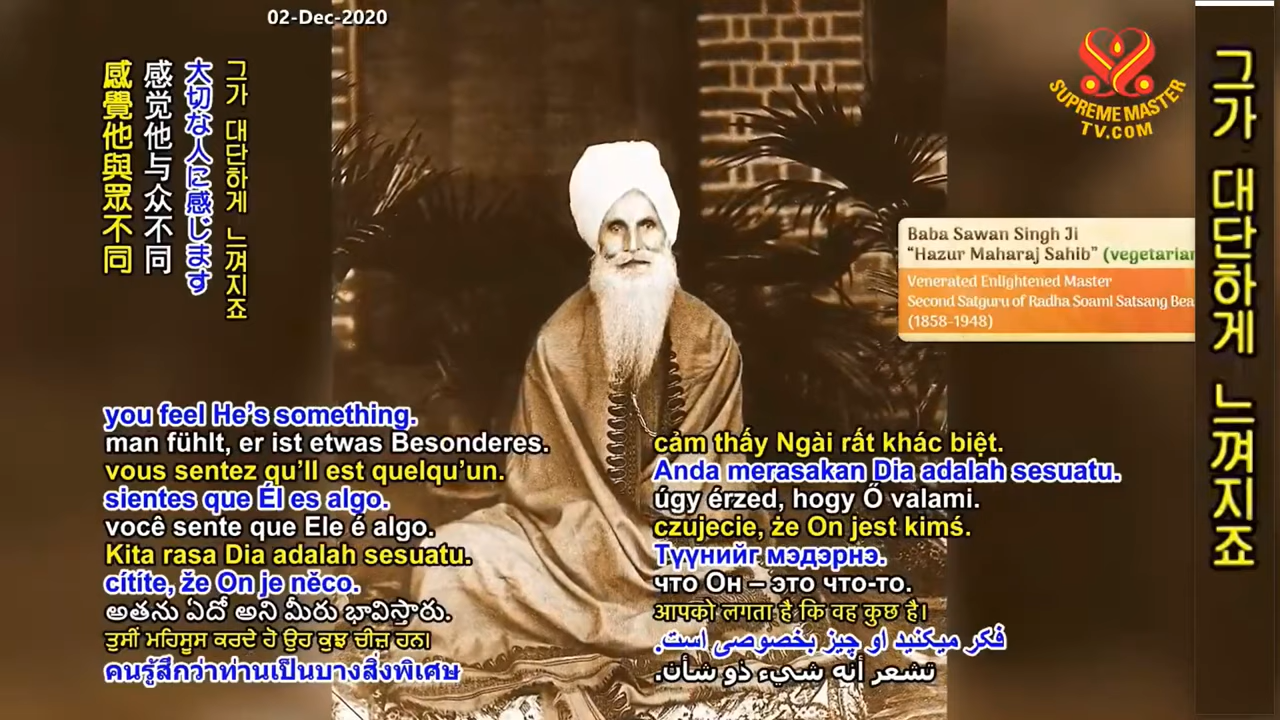 02-Dec-2020
그가 대단하게 느껴지죠
大切な人に感じます
感觉他与众不同
感覺他與眾不同
SUPREME MASTER
TV.COM
그가 대단하게 느껴지죠
Baba Sawan Singh Ji
“Hazur Maharaj Sahib” (vegetarian
Venerated Enlightened Master
Second Satguru of Radha Soami Satsang Bea
(1858-1948)
you feel He’s something.
man fühlt, er ist etwas Besonderes.
vous sentez qu’Il est quelqu’un.
sientes que Él es algo.
você sente que Ele é algo.
Kita rasa Dia adalah sesuatu.
cítíte, že On je něco.
అతను ఏదో అని మీరు భావిస్తారు.
ਤੁਸੀਂ ਮਹਿਸੂਸ ਕਰਦੇ ਹੋ ਉਹ ਕੁਝ ਚੀਜ਼ ਹਨ।
คนรู้สึกว่าท่านเป็นบางสิ่งพิเศษ
cảm thấy Ngài rất khác biệt.
Anda merasakan Dia adalah sesuatu.
úgy érzed, hogy Ő valami.
czujecie, że On jest kimś.
Түүнийг мэдэрнэ.
что Он – это что-то.
आपको लगता है कि वह कुछ है।
فکر میکنید او چیز بخصوصی است.
تشعر أنه شيء ذو شأن.